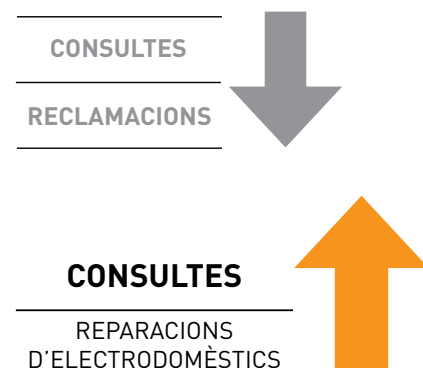 CONSULTES
RECLAMACIONS
CONSULTES
REPARACIONS
D'ELECTRODOMÈSTICS